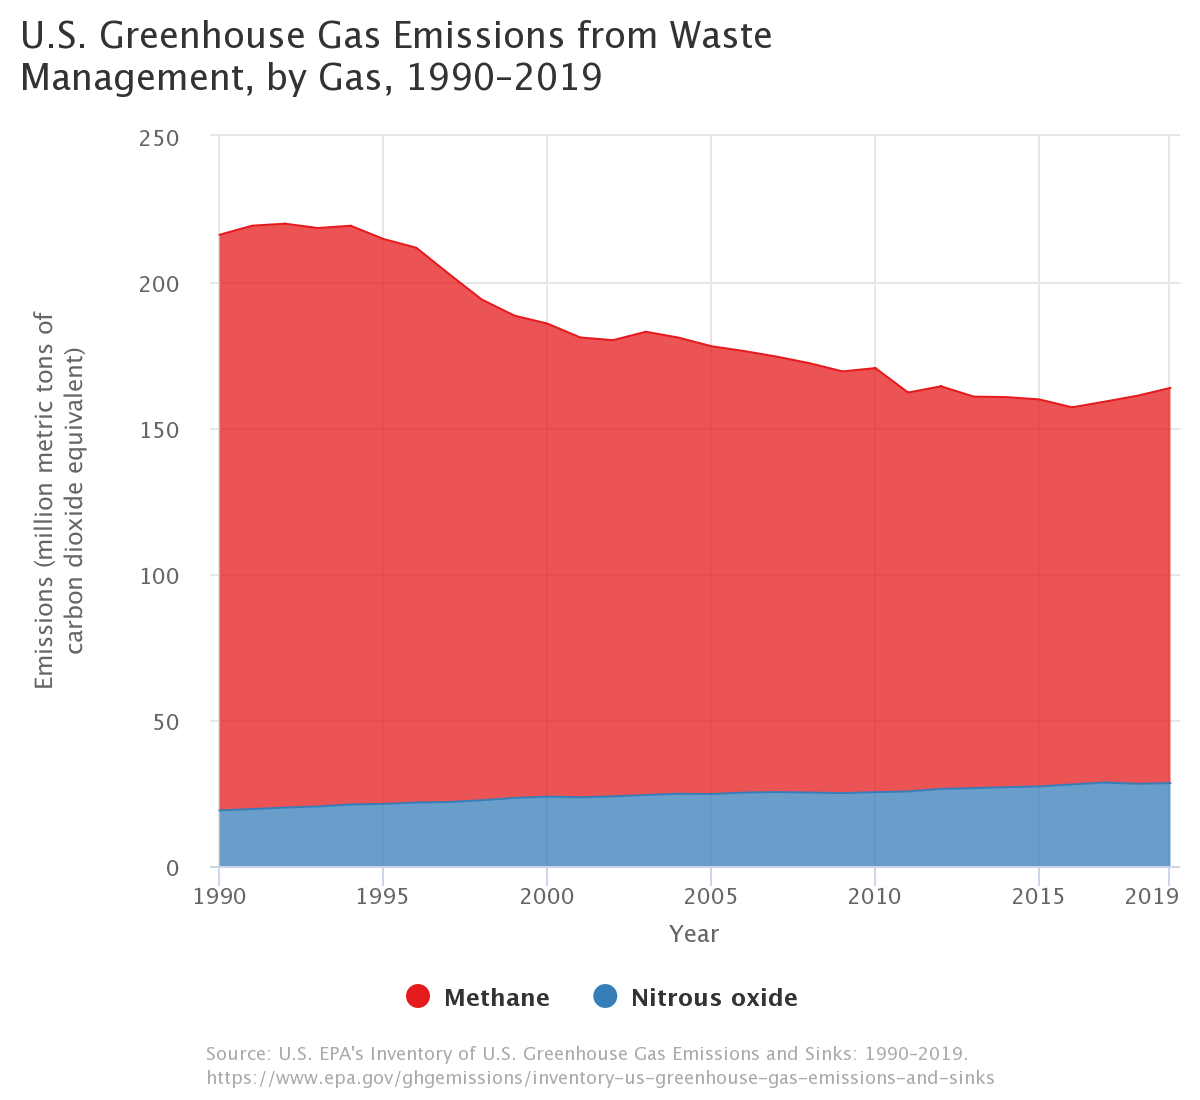 U.S. Greenhouse Gas Emissions from Waste
Management, by Gas, 1990–2019
250
200
150
100
50
0
Emissions (million metric tons of
carbon dioxide equivalent)
1990
1995
2000
2005
2010
2015
2019
Year
Methane
Nitrous oxide
Source: U.S. EPA's Inventory of U.S. Greenhouse Gas Emissions and Sinks: 1990–2019.
https://www.epa.gov/ghgemissions/inventory-us-greenhouse-gas-emissions-and-sinks